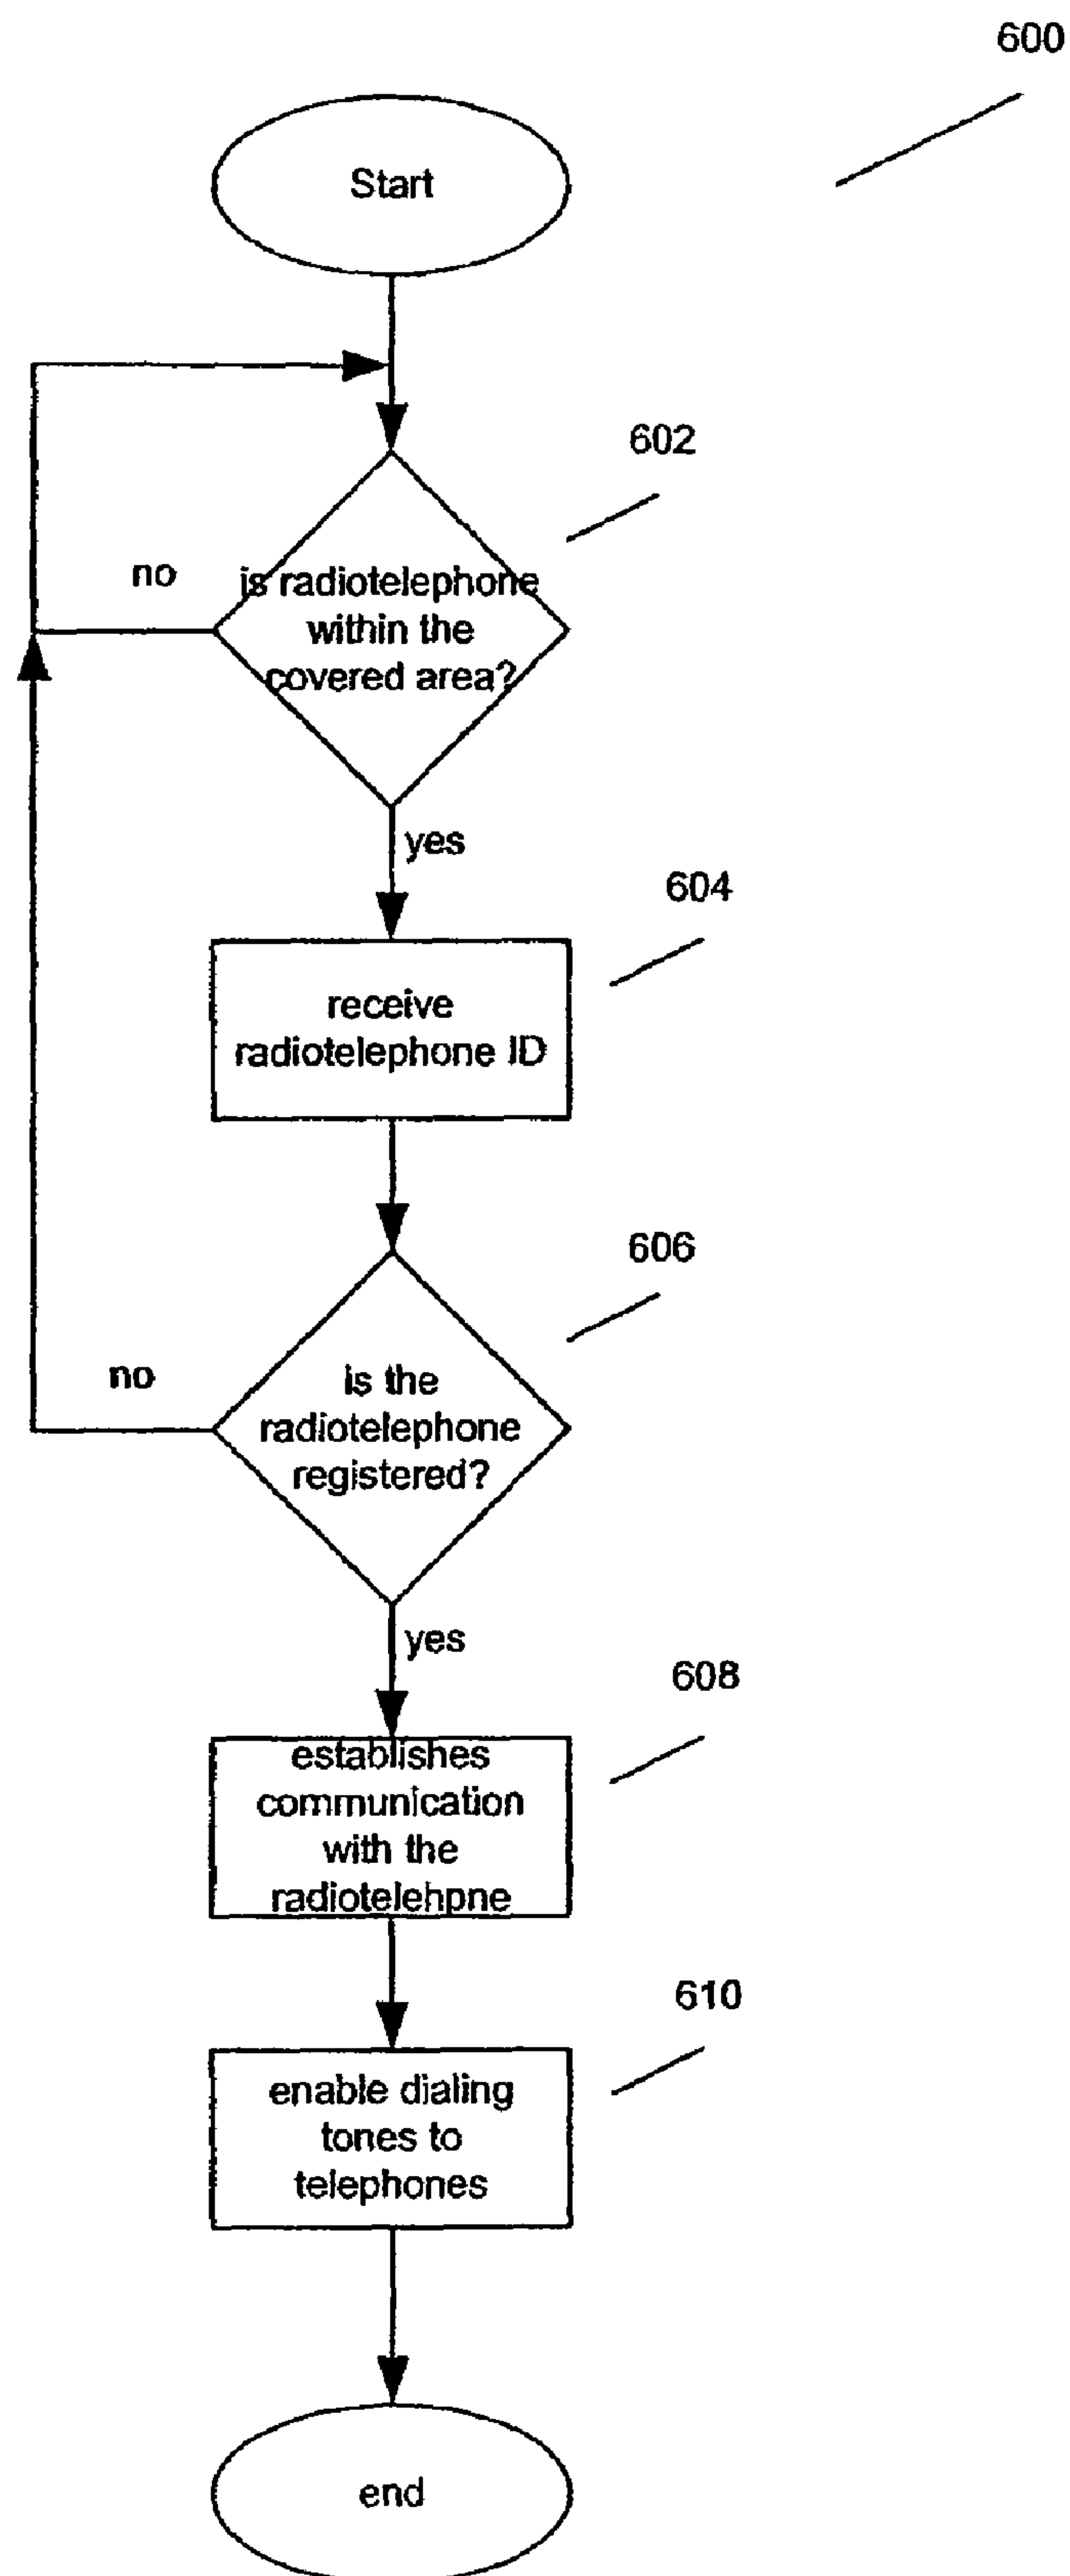 600
Start
602
no
is radiotelephone
within the
covered area?
yes
604
receive
radiotelephone ID
606
no
is the
radiotelephone
registered?
yes
608
establishes
communication
with the
radiotelehpne
610
enable dialing
tones to
telephones
end